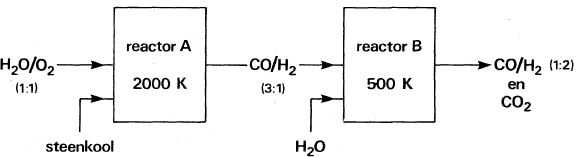 H₂O/O₂
(1:1)
steenkool
reactor A
2000 K
CO/H₂
(3:1)
H₂O
reactor B
500 K
CO/H₂ (1:2)
en
CO₂